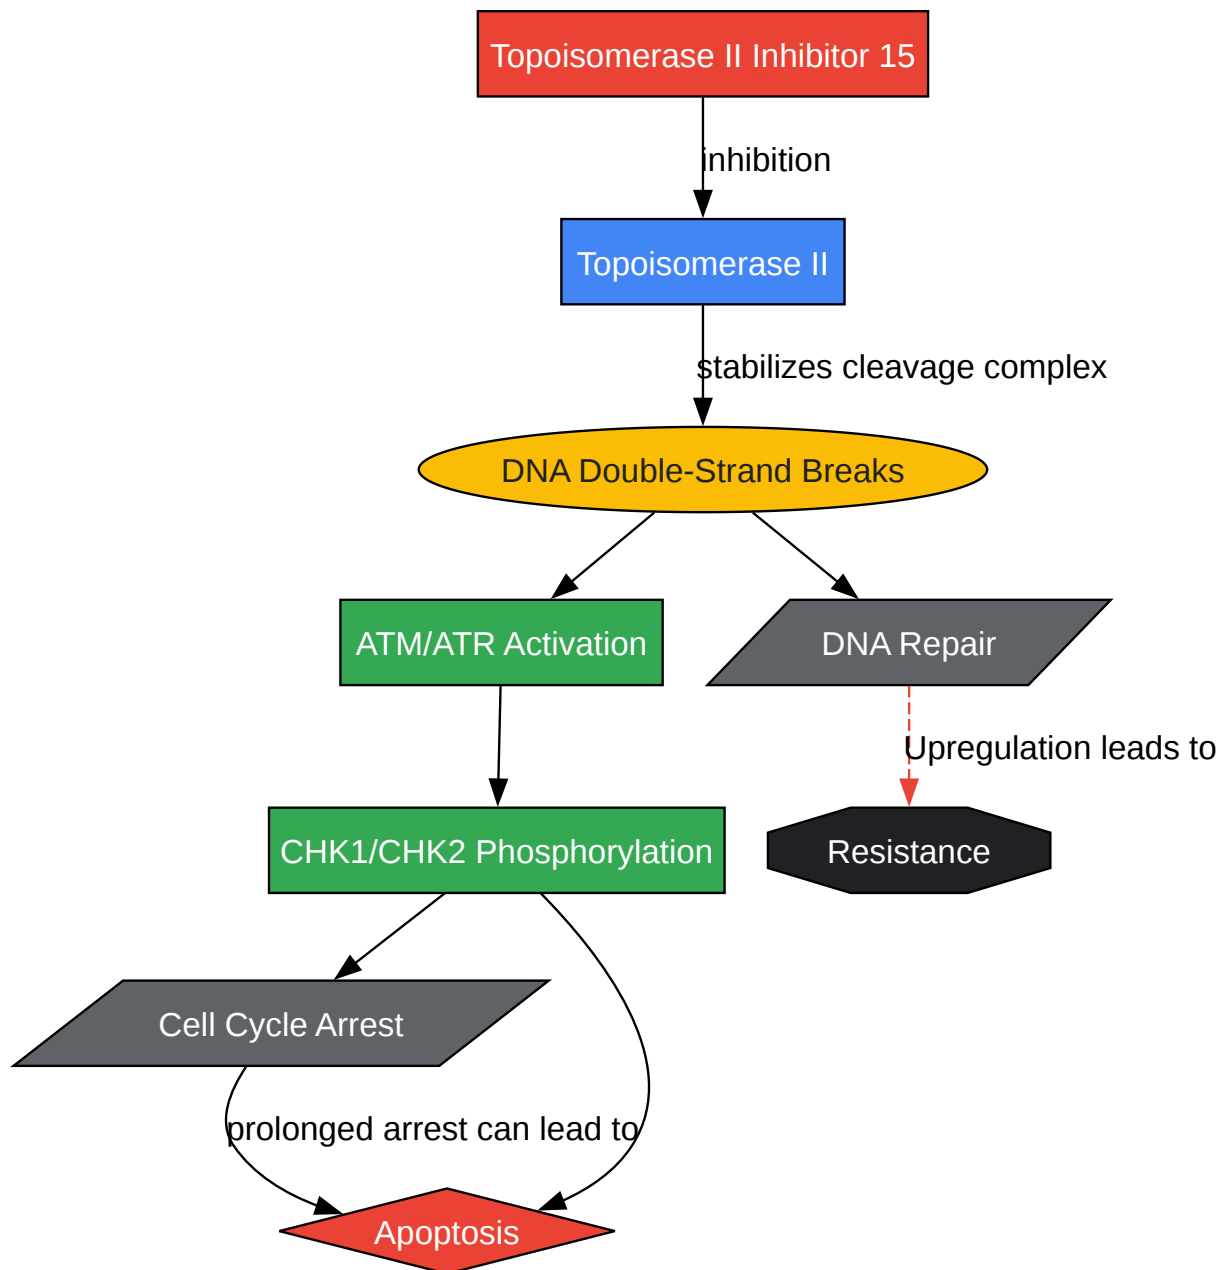 Topoisomerase II Inhibitor 15
inhibition
Topoisomerase II
stabilizes cleavage complex
DNA Double-Strand Breaks
ATM/ATR Activation
DNA Repair
Upregulation leads to
CHK1/CHK2 Phosphorylation
Resistance
Cell Cycle Arrest
prolonged arrest can lead to
Apoptosis